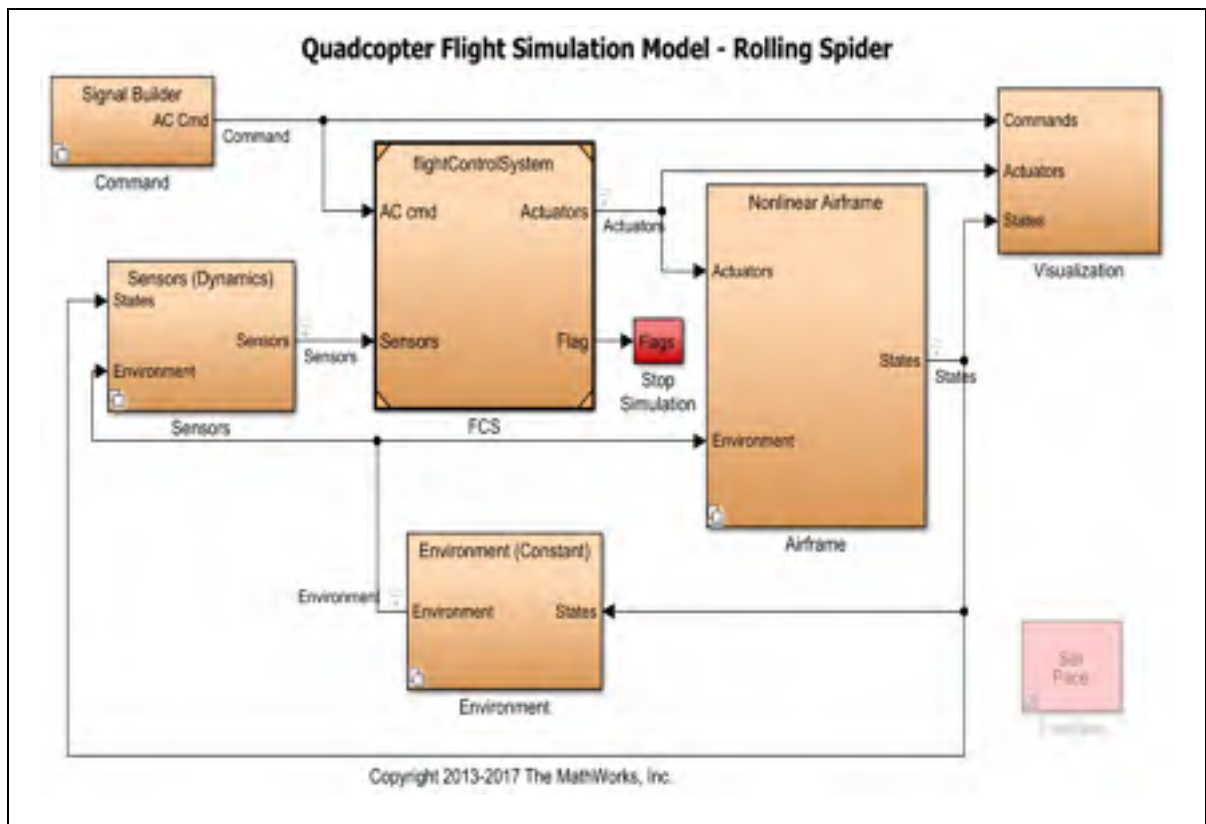 Quadcopter Flight Simulation Model - Rolling Spider
Signal Builder
AC Cmd
Command
Command
flightControlSystem
AC cmd
Actuators
Sensors
Flag
FCS
Actuators
Flags
Stop
Simulation
Commands
Actuators
States
Visualization
Nonlinear Airframe
Actuators
States
Environment
Airframe
States
Sensors (Dynamics)
States
Sensors
Environment
Sensors
Sensors
Environment (Constant)
Environment
States
Environment
Environment
Pace
Copyright 2013-2017 The MathWorks, Inc.